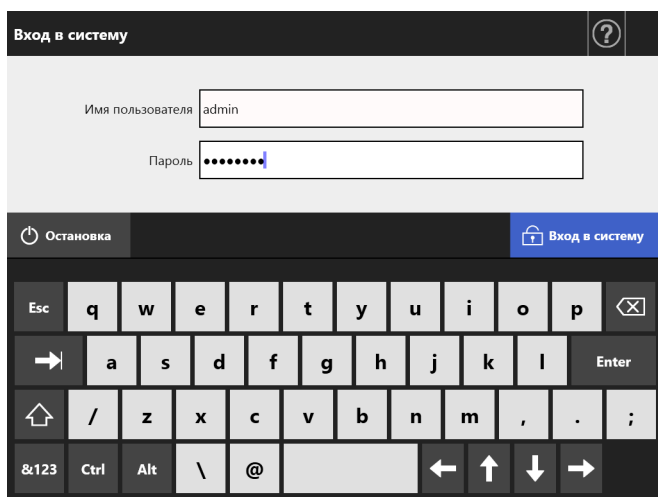 Вход в систему ?
Имя пользователя admin
Пароль ••••••••
Остановка Вход в систему
Esc q w e r t y u i o p
a s d f g h j k l Enter
/ z x c v b n m , . ;
&123 Ctrl Alt \ @